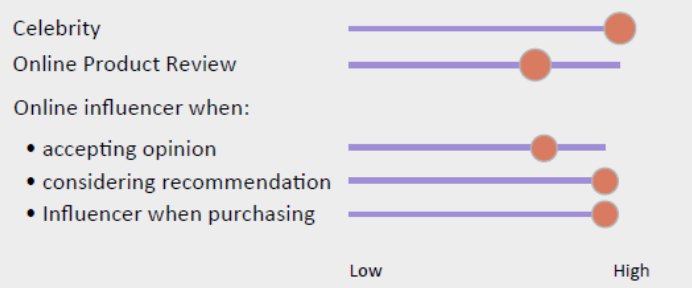 Celebrity
Online Product Review
Online influencer when:
• accepting opinion
• considering recommendation
• Influencer when purchasing
Low High